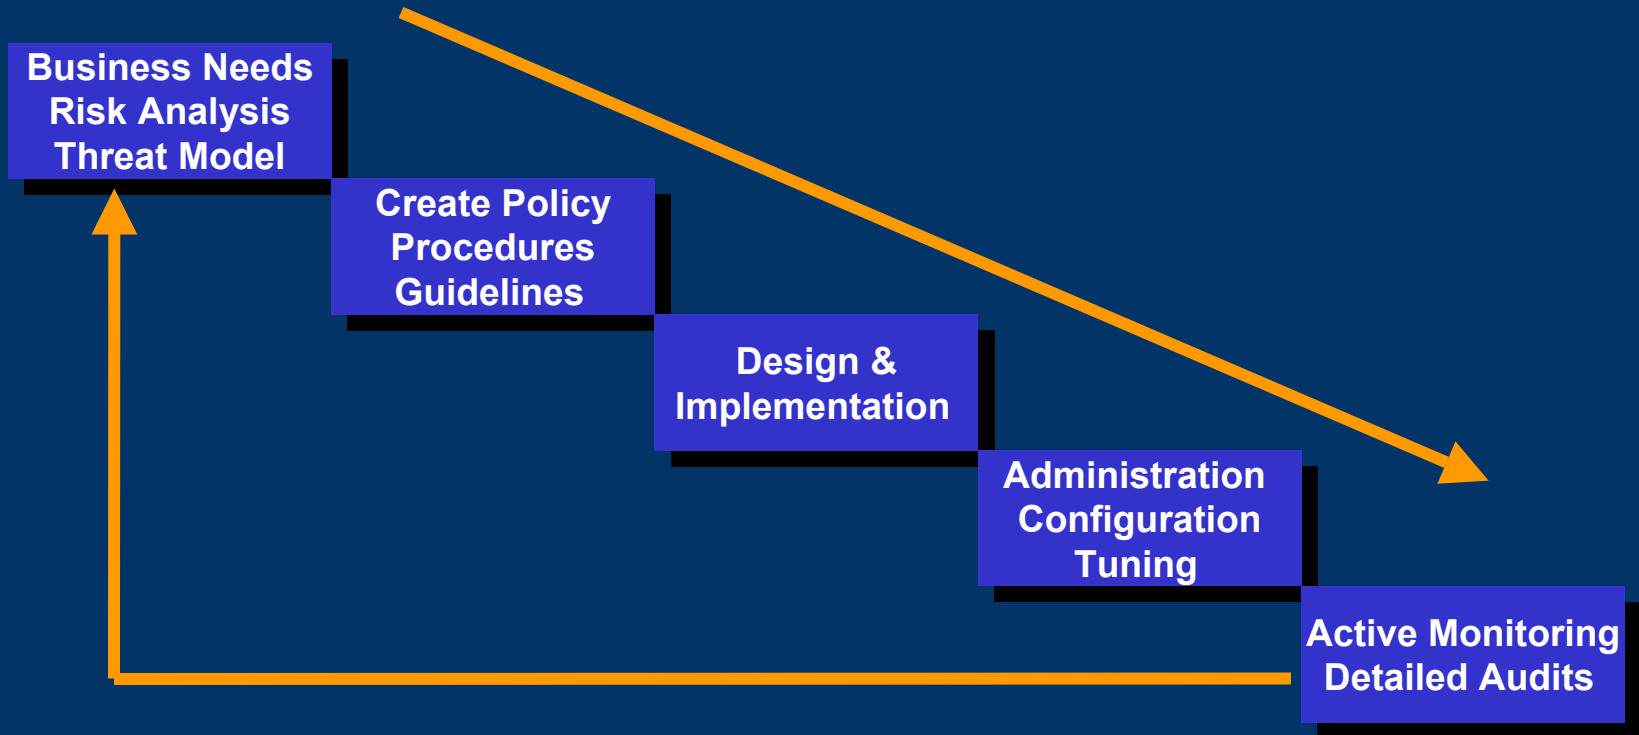 Business Needs
Risk Analysis
Threat Model
Create Policy
Procedures
Guidelines
Design &
Implementation
Administration
Configuration
Tuning
Active Monitoring
Detailed Audits